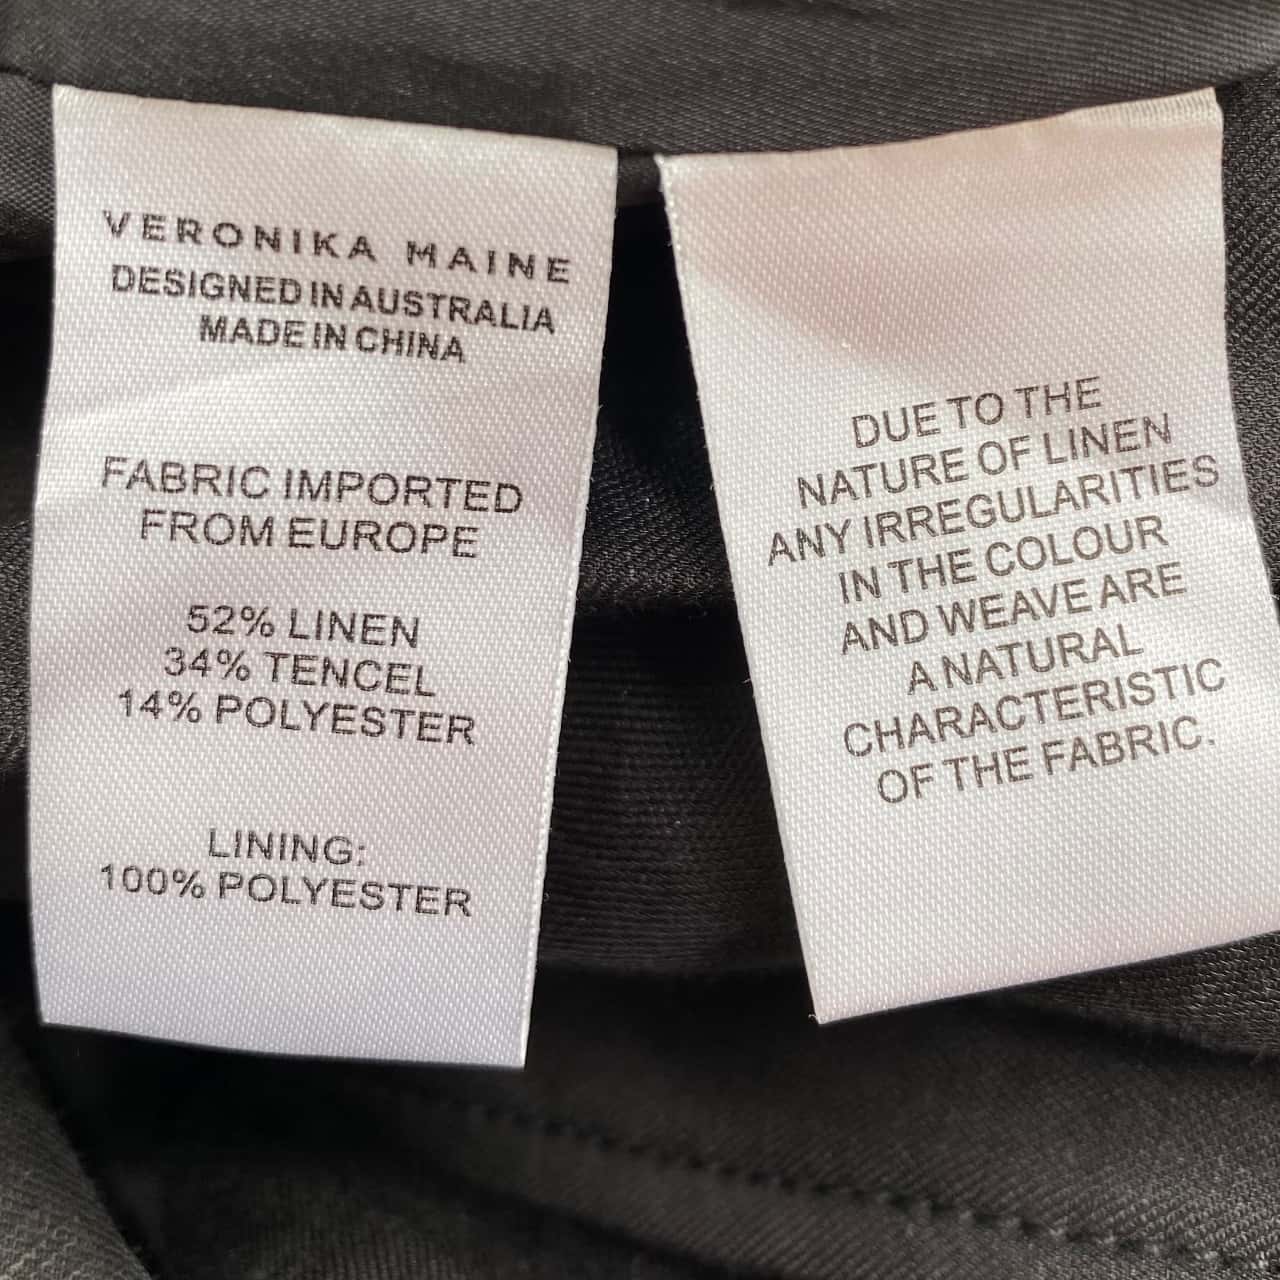 VERONIKA MAINE
DESIGNED IN AUSTRALIA
MADE IN CHINA
FABRIC IMPORTED
FROM EUROPE
52% LINEN
34% TENCEL
14% POLYESTER
LINING:
100% POLYESTER
DUE TO THE
NATURE OF LINEN
ANY IRREGULARITIES
IN THE COLOUR
AND WEAVE ARE
A NATURAL
CHARACTERISTIC
OF THE FABRIC.